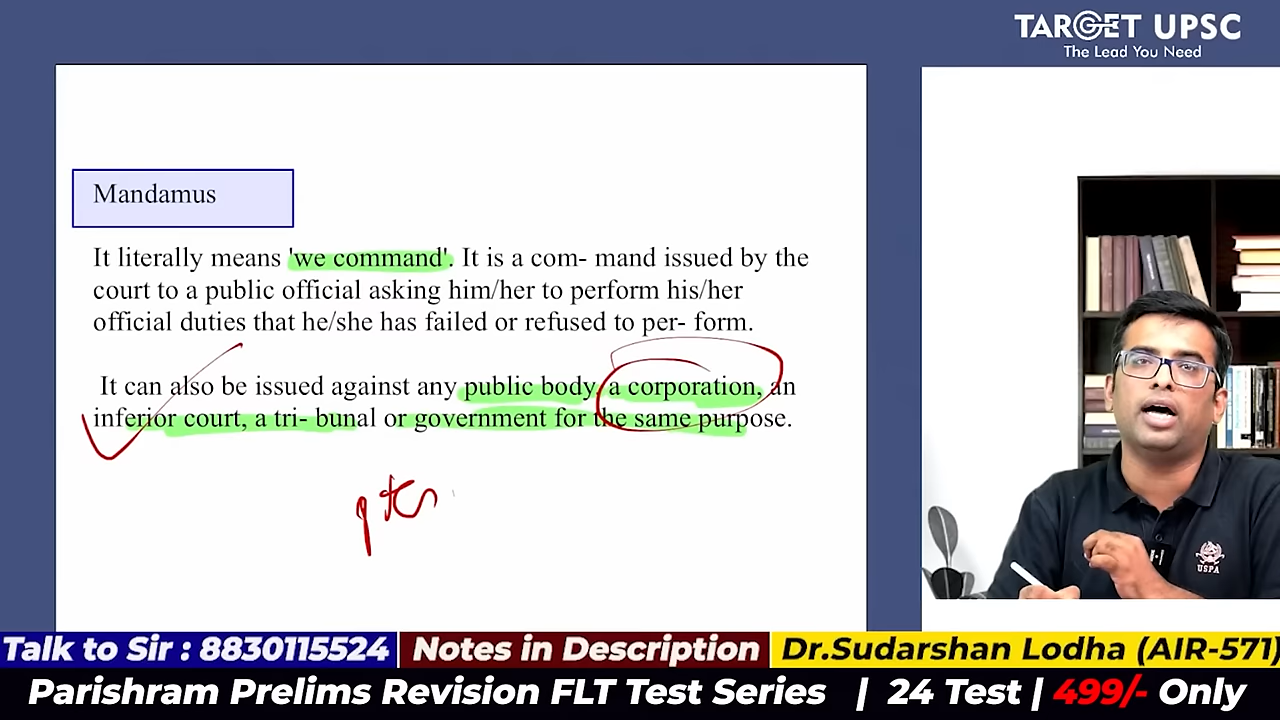 TARGET UPSC
The Lead You Need
Mandamus
It literally means 'we command'. It is a com- mand issued by the
court to a public official asking him/her to perform his/her
official duties that he/she has failed or refused to per- form.
It can also be issued against any public body, a corporation, an
inferior court, a tri- bunal or government for the same purpose.
USPA
Talk to Sir : 8830115524 Notes in Description Dr.Sudarshan Lodha (AIR-571)
Parishram Prelims Revision FLT Test Series | 24 Test | 499/- Only